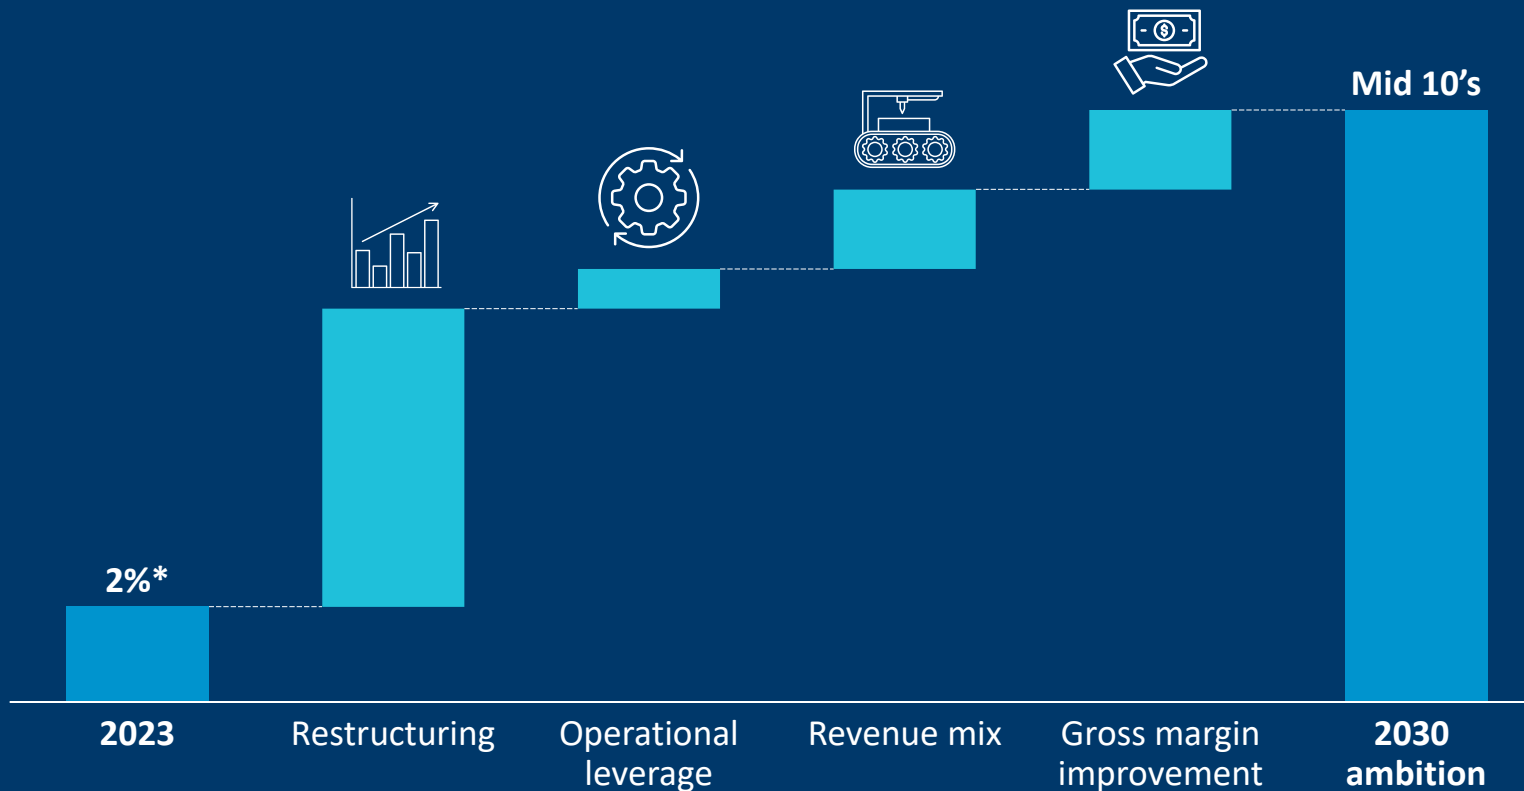 Mid 10’s
2%*
2023
Restructuring
Operational
leverage
Revenue mix
Gross margin
improvement
2030
ambition
$